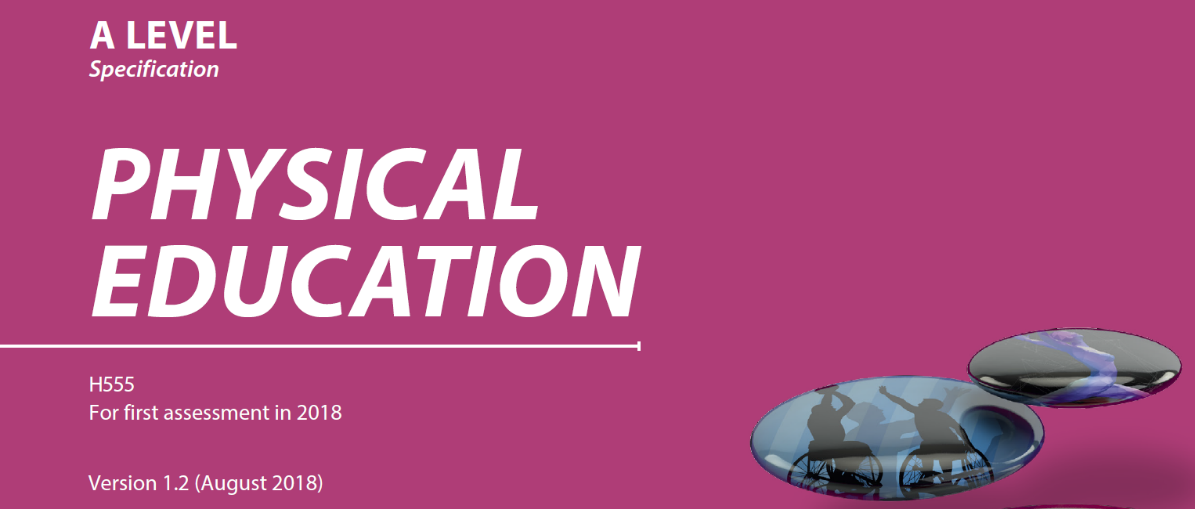 A LEVEL
Specification
PHYSICAL
EDUCATION
H555
For first assessment in 2018
Version 1.2 (August 2018)